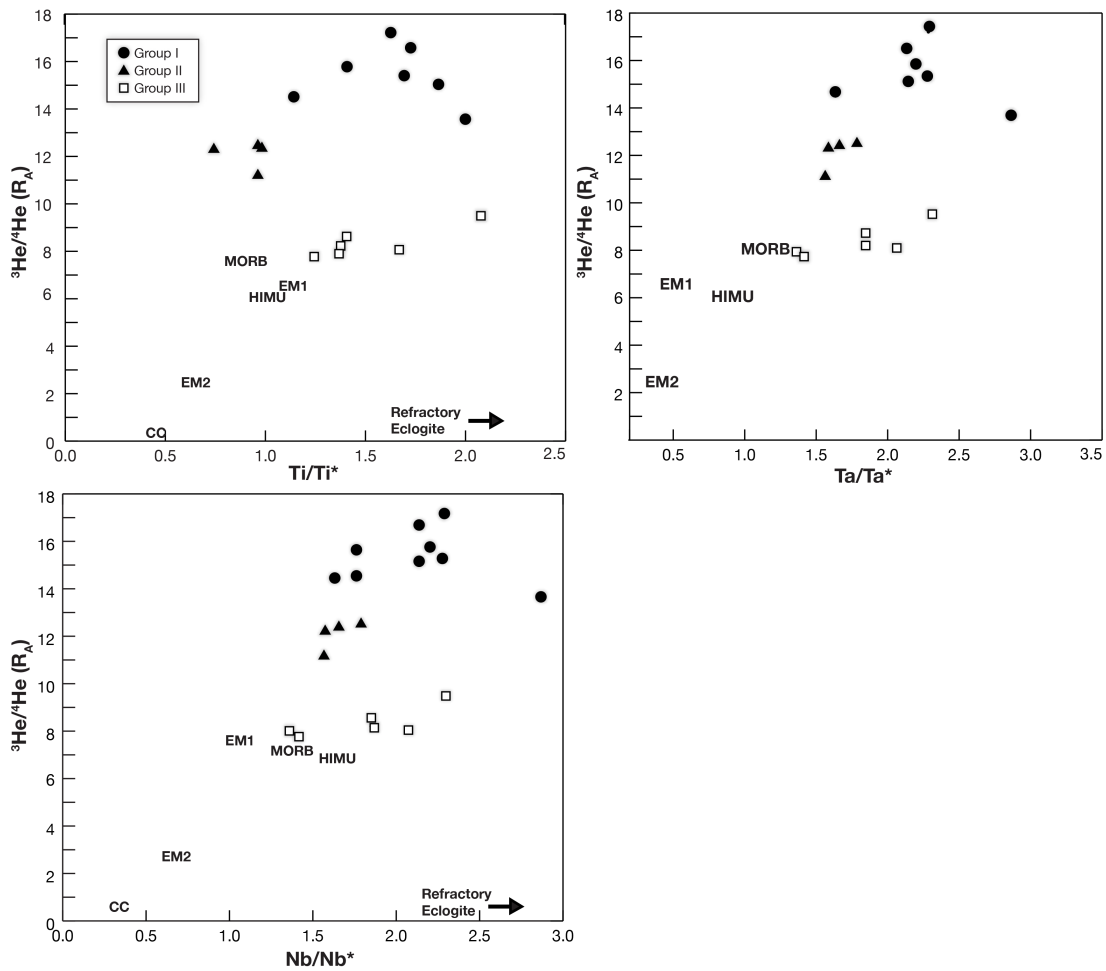 18
16
14
12
10
8
6
4
2
0
³He/⁴He (R_A)
Group I
Group II
Group III
MORB
EM1
HIMU
EM2
CC
Refractory
Eclogite
0.0 0.5 1.0 1.5 2.0 2.5
Ti/Ti*
18
16
14
12
10
8
6
4
2
³He/⁴He (R_A)
MORB
EM1
HIMU
EM2
0.5 1.0 1.5 2.0 2.5 3.0 3.5
Ta/Ta*
18
16
14
12
10
8
6
4
2
0
³He/⁴He (R_A)
EM1
MORB
HIMU
EM2
CC
Refractory
Eclogite
0.0 0.5 1.0 1.5 2.0 2.5 3.0
Nb/Nb*